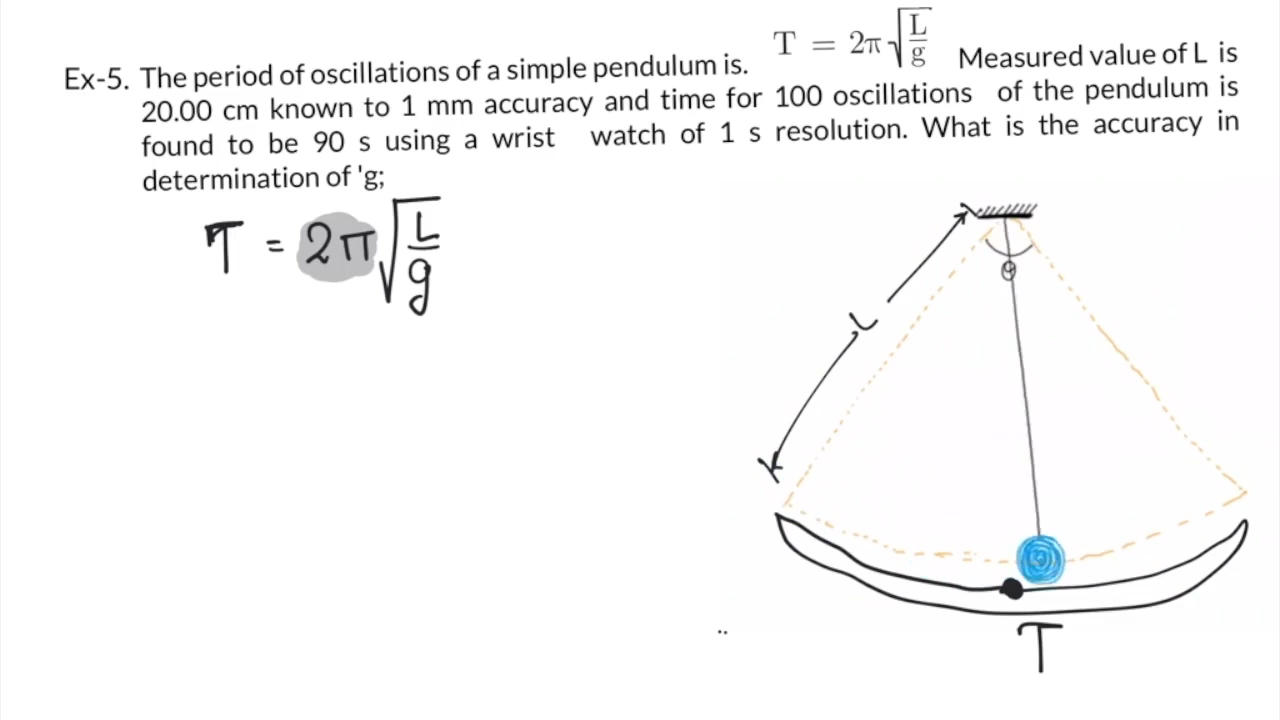 Ex-5. The period of oscillations of a simple pendulum is. T = 2π√(L/g) Measured value of L is
20.00 cm known to 1 mm accuracy and time for 100 oscillations of the pendulum is
found to be 90 s using a wrist watch of 1 s resolution. What is the accuracy in
determination of 'g;
T = 2π√(L/g)
θ
L
T